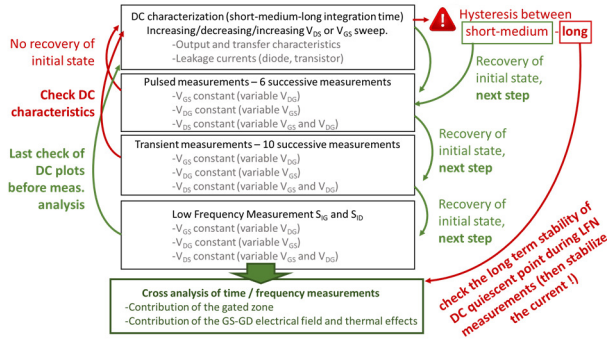 DC characterization (short-medium-long integration time)
Increasing/decreasing/increasing VDS or VGS sweep.
-Output and transfer characteristics
-Leakage currents (diode, transistor)
Hysteresis between
short-medium - long
No recovery of
initial state
Check DC
characteristics
Last check of
DC plots
before meas.
analysis
Pulsed measurements – 6 successive measurements
-VGS constant (variable VDG)
-VDG constant (variable VGS)
-VDS constant (variable VGS and VDG)
Recovery of
initial state,
next step
Transient measurements – 10 successive measurements
-VGS constant (variable VDG)
-VDG constant (variable VGS)
-VDS constant (variable VGS and VDG)
Recovery of
initial state,
next step
Low Frequency Measurement SIG and SID
-VGS constant (variable VDG)
-VDG constant (variable VGS)
-VDS constant (variable VGS and VDG)
Recovery of
initial state,
next step
check the long term stability of
DC quiescent point during LFN
measurements (then stabilize
the current !)
Cross analysis of time / frequency measurements
-Contribution of the gated zone
-Contribution of the GS-GD electrical field and thermal effects